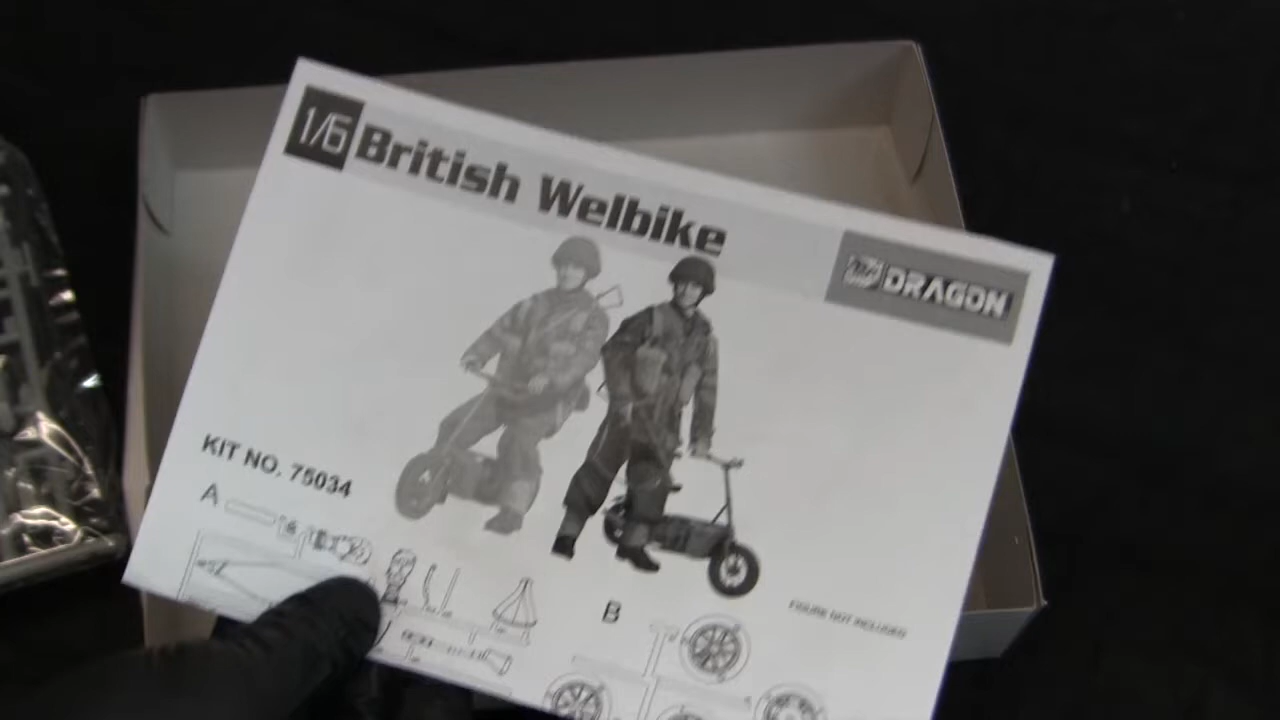 1/6 British Welbike
DRAGON
KIT NO. 75034
A
B
FIGURE NOT INCLUDED